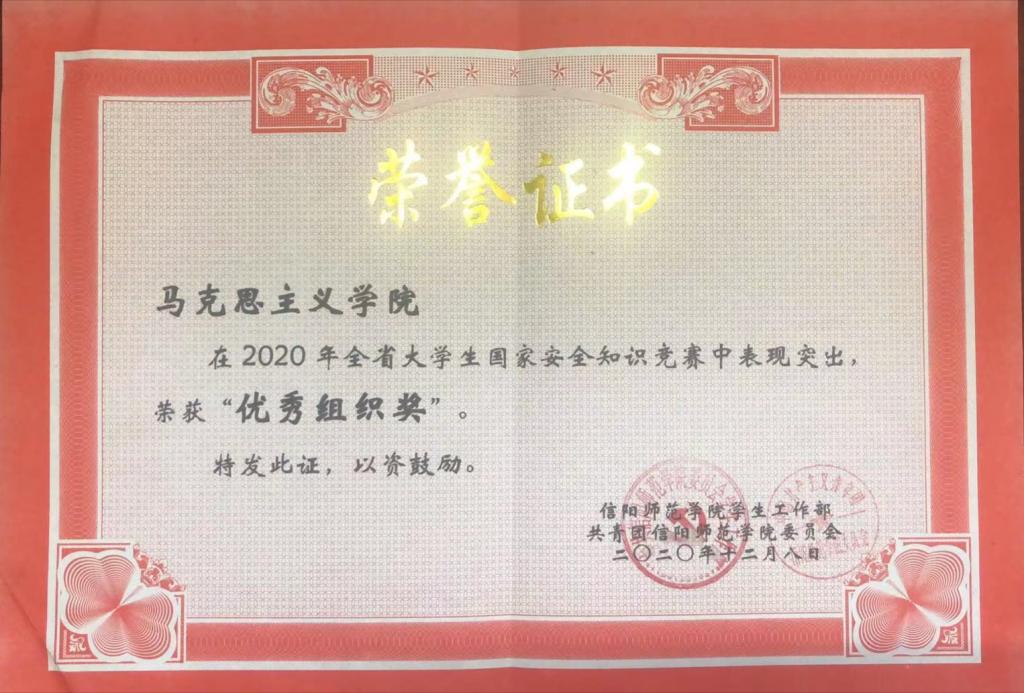 荣誉证书
马克思主义学院
在2020年全省大学生国家安全知识竞赛中表现突出，
荣获“优秀组织奖”。
特发此证，以资鼓励。
信阳师范学院学生工作部
共青团信阳师范学院委员会
二〇二〇年十二月八日